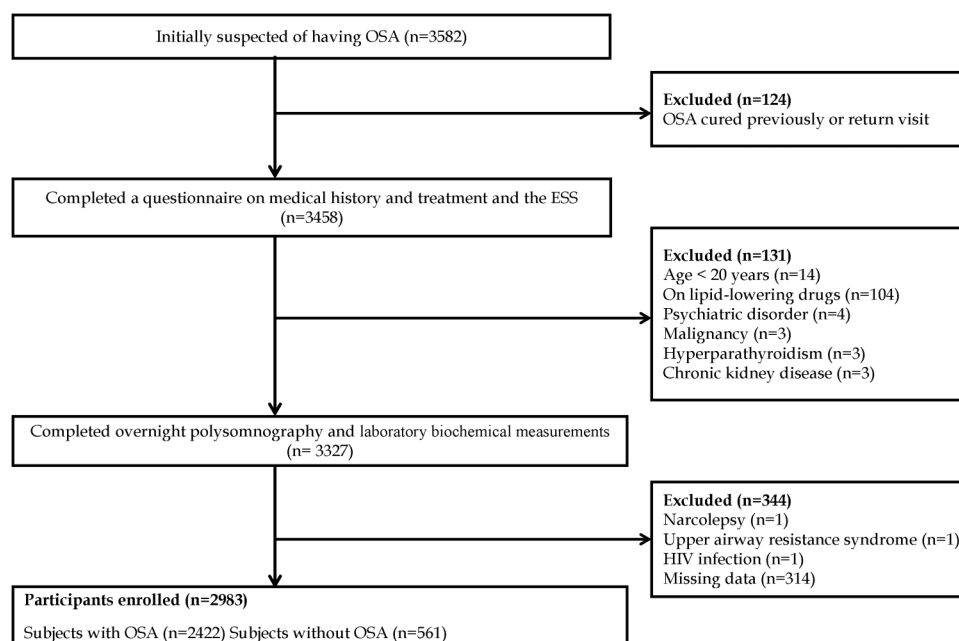 Initially suspected of having OSA (n=3582)
Excluded (n=124)
OSA cured previously or return visit
Completed a questionnaire on medical history and treatment and the ESS
(n=3458)
Excluded (n=131)
Age < 20 years (n=14)
On lipid-lowering drugs (n=104)
Psychiatric disorder (n=4)
Malignancy (n=3)
Hyperparathyroidism (n=3)
Chronic kidney disease (n=3)
Completed overnight polysomnography and laboratory biochemical measurements
(n= 3327)
Excluded (n=344)
Narcolepsy (n=1)
Upper airway resistance syndrome (n=1)
HIV infection (n=1)
Missing data (n=314)
Participants enrolled (n=2983)
Subjects with OSA (n=2422) Subjects without OSA (n=561)